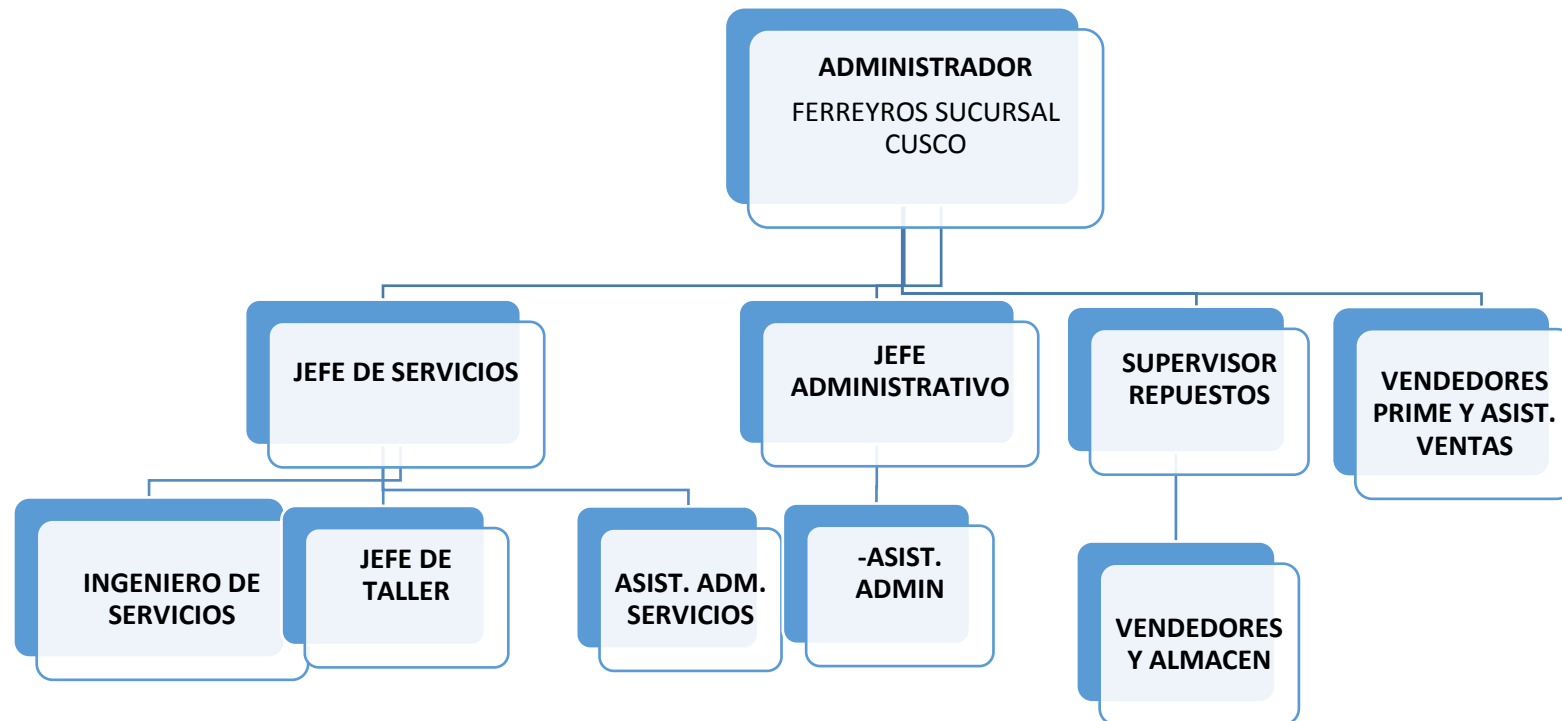 ADMINISTRADOR
FERREYROS SUCURSAL
CUSCO
JEFE DE SERVICIOS
JEFE
ADMINISTRATIVO
SUPERVISOR
REPUESTOS
VENDEDORES
PRIME Y ASIST.
VENTAS
INGENIERO DE
SERVICIOS
JEFE DE
TALLER
ASIST. ADM.
SERVICIOS
-ASIST.
ADMIN
VENDEDORES
Y ALMACEN